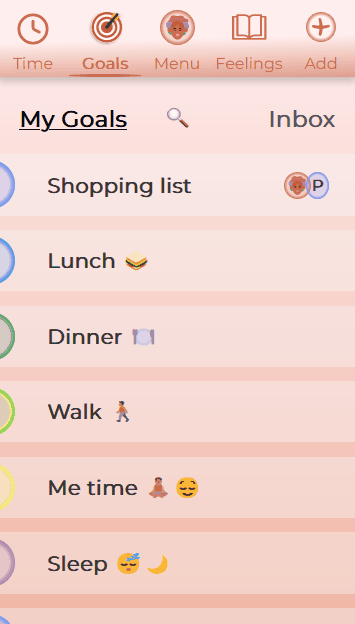 Time Goals Menu Feelings Add
My Goals Inbox
Shopping list P
Lunch
Dinner
Walk
Me time
Sleep